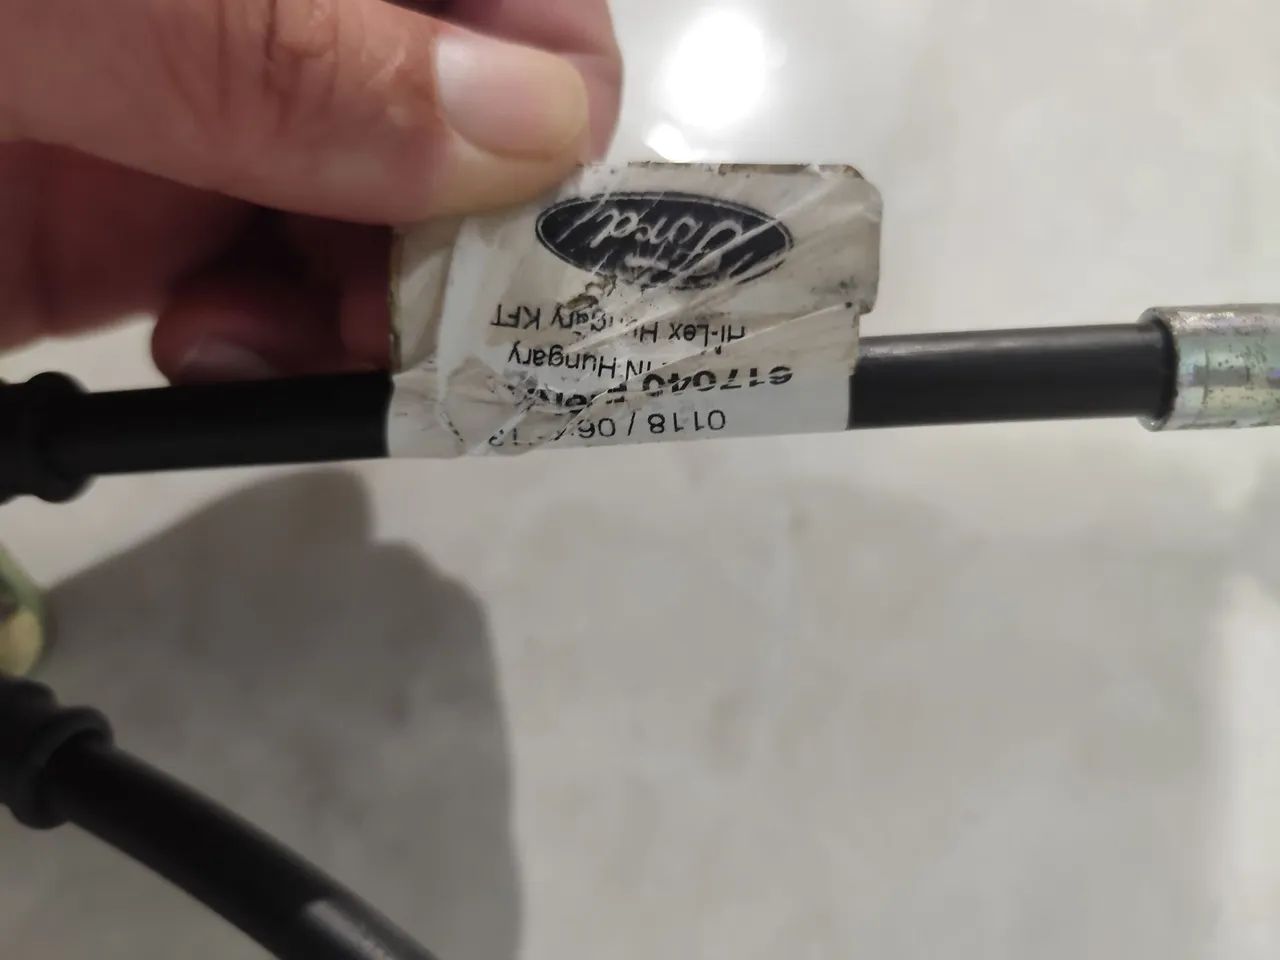 Ford
Hi-Lex Hungary KFT
IN Hungary
617040
0118 / 06